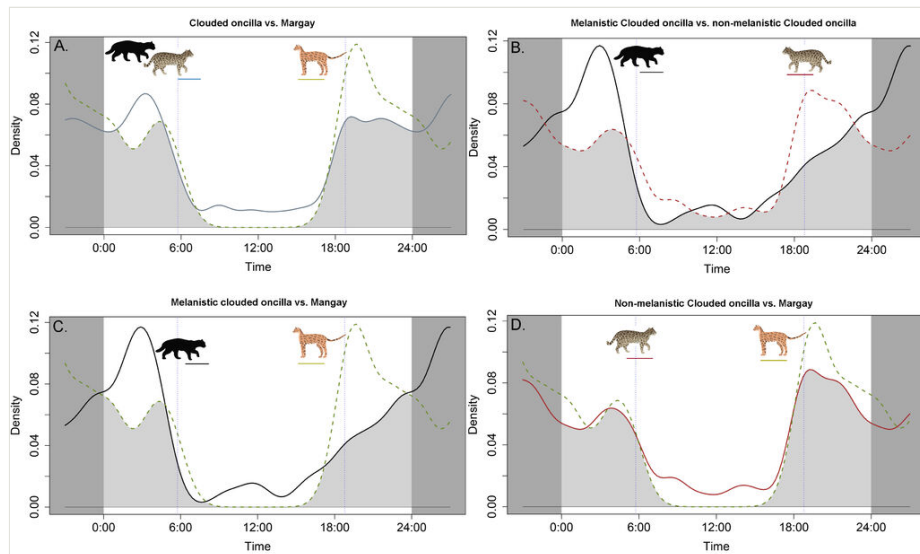 Clouded oncilla vs. Margay
A.
0.12
0.08
0.04
0.00
Density
0:00 6:00 12:00 18:00 24:00
Time
Melanistic Clouded oncilla vs. non-melanistic Clouded oncilla
B.
0.12
0.08
0.04
0.00
Density
0:00 6:00 12:00 18:00 24:00
Time
Melanistic clouded oncilla vs. Mangay
C.
0.12
0.08
0.04
0.00
Density
0:00 6:00 12:00 18:00 24:00
Time
Non-melanistic Clouded oncilla vs. Margay
D.
0.12
0.08
0.04
0.00
Density
0:00 6:00 12:00 18:00 24:00
Time